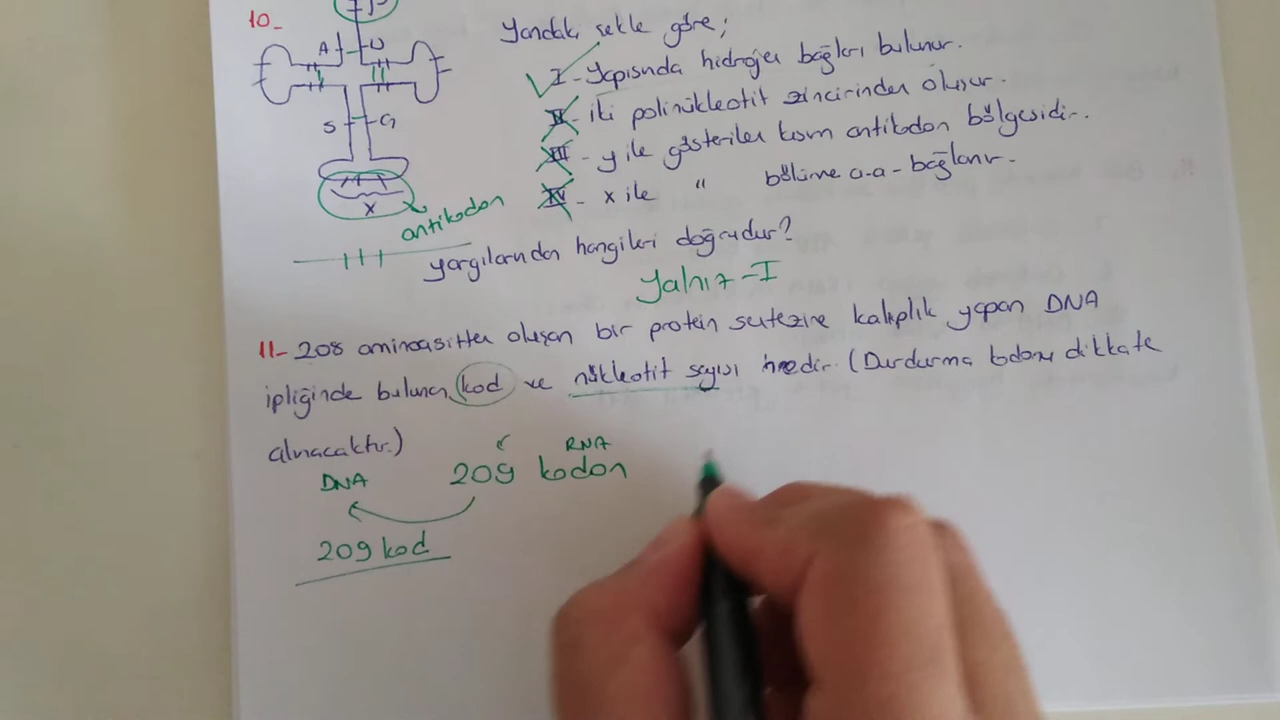 10-
A U
S G
X
antikodon
Yandaki şekle göre;
I- Yapısında hidrojen bağları bulunur.
II- iki polinükleotit zincirinden oluşur.
III- y ile gösterilen kısım antikodon bölgesidir.
IV- x ile " bölüme a.a- bağlanır.
yargılarından hangileri doğrudur?
Yalnız-I
11- 208 aminoasitten oluşan bir protein sentezine kalıplık yapan DNA
ipliğinde bulunan kod ve nükleotit sayısı nedir. (Durdurma kodonu dikkate
alınacaktır.)
DNA 209 kodon RNA
209 kod